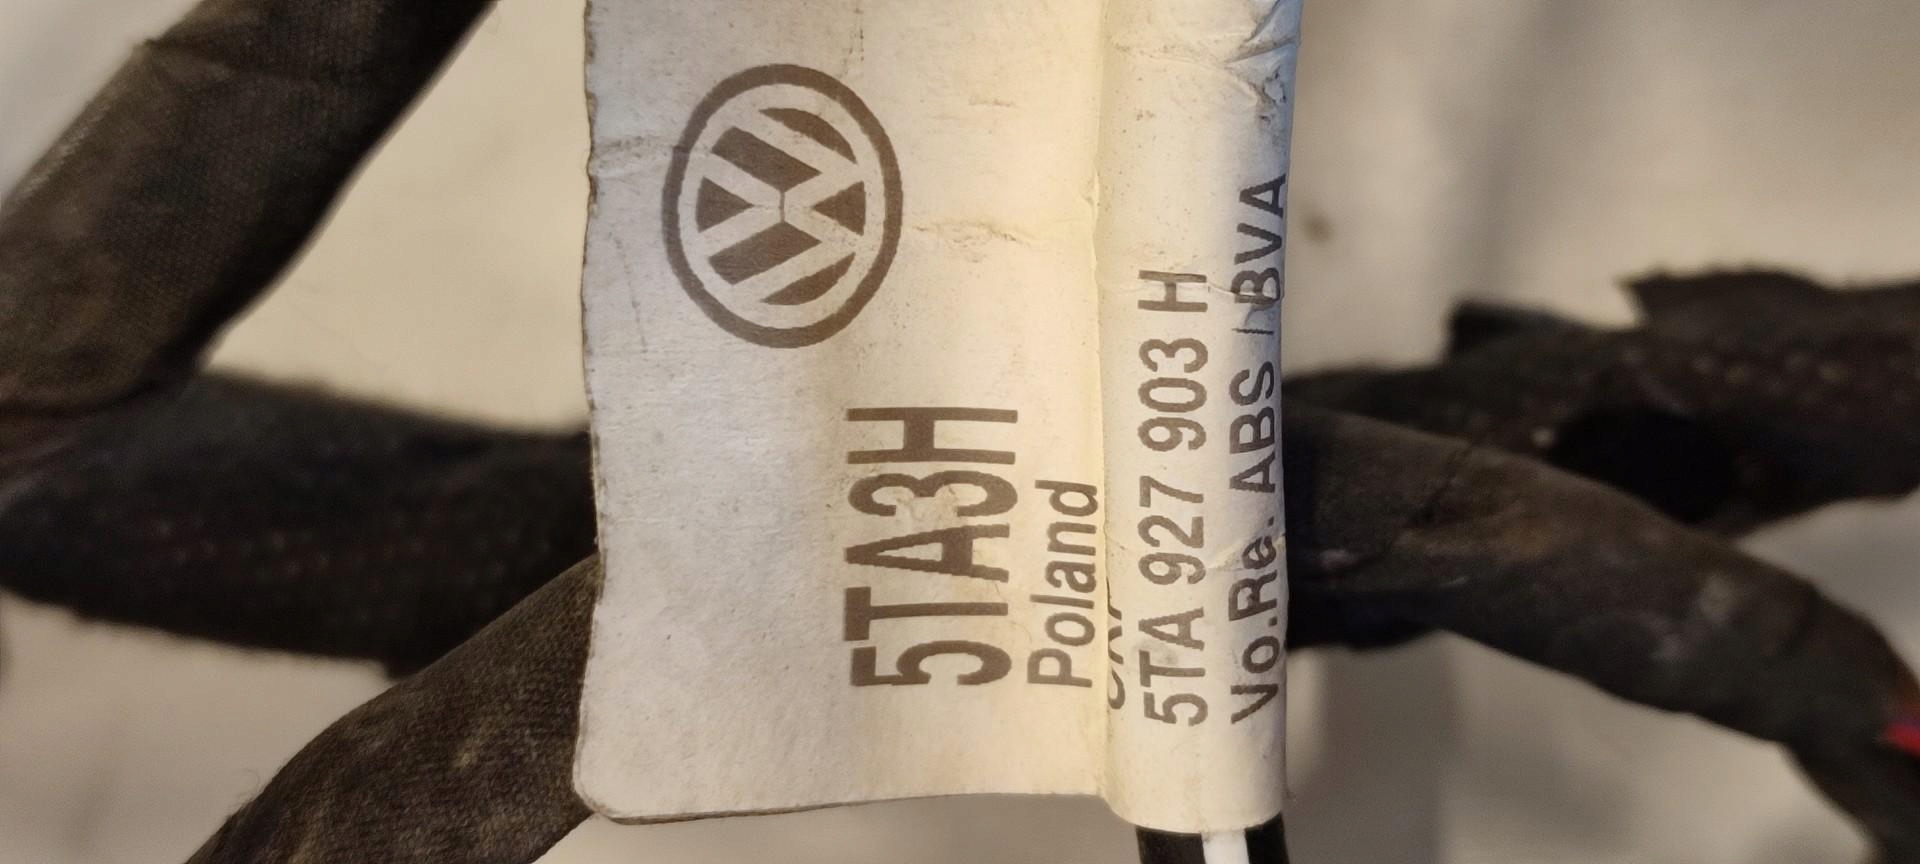 5TA3H
Poland
5TA 927 903 H
Vo.Re. ABS / BVA